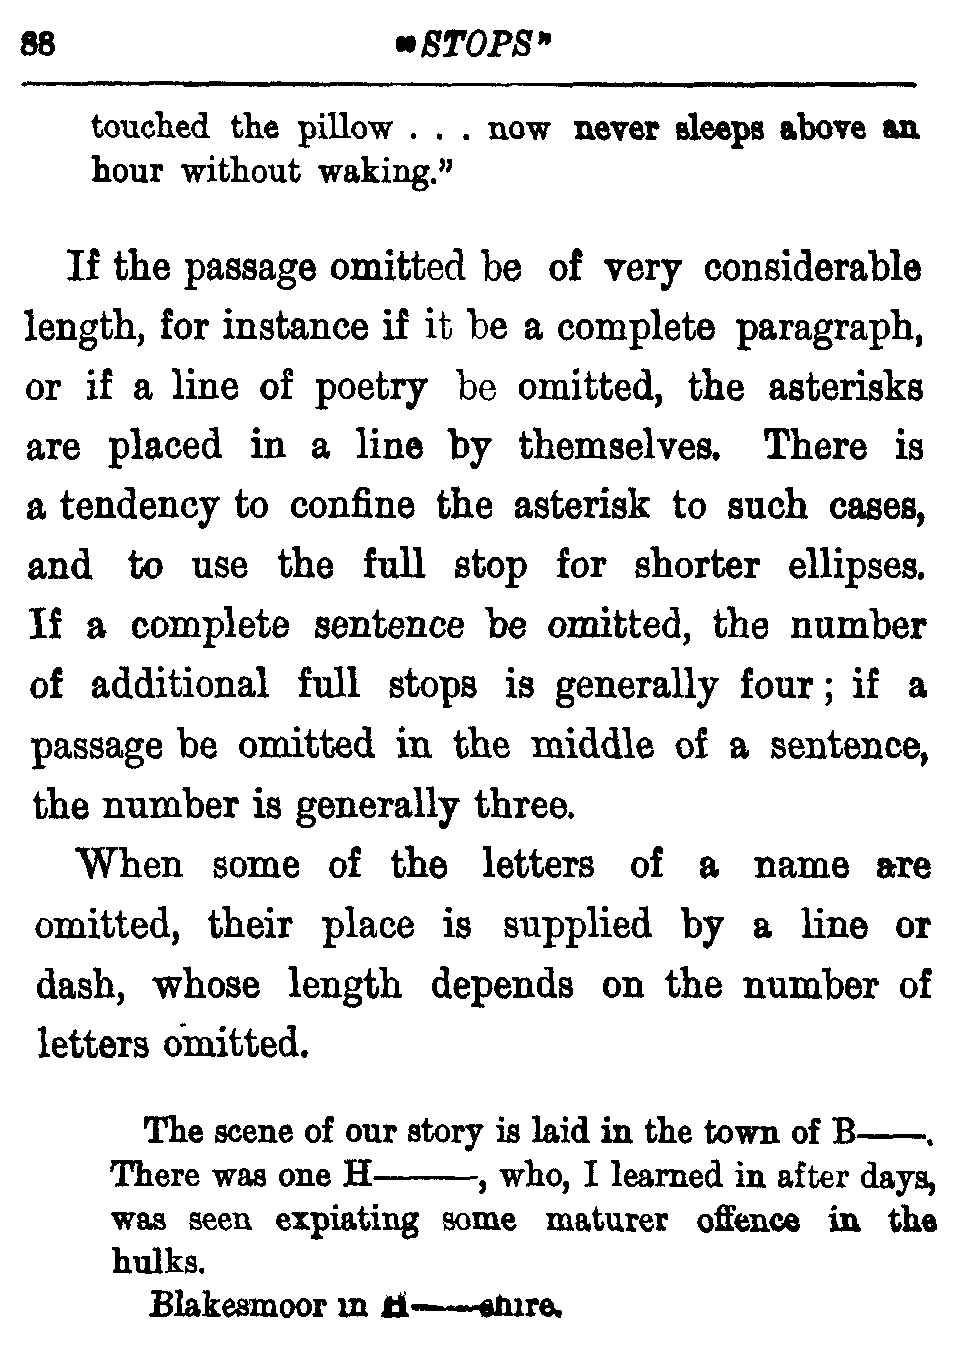 88 "STOPS"
touched the pillow . . . now never sleeps above an
hour without waking."
If the passage omitted be of very considerable
length, for instance if it be a complete paragraph,
or if a line of poetry be omitted, the asterisks
are placed in a line by themselves. There is
a tendency to confine the asterisk to such cases,
and to use the full stop for shorter ellipses.
If a complete sentence be omitted, the number
of additional full stops is generally four; if a
passage be omitted in the middle of a sentence,
the number is generally three.
When some of the letters of a name are
omitted, their place is supplied by a line or
dash, whose length depends on the number of
letters omitted.
The scene of our story is laid in the town of B——.
There was one H———, who, I learned in after days,
was seen expiating some maturer offence in the
hulks.
Blakesmoor in H——shire.